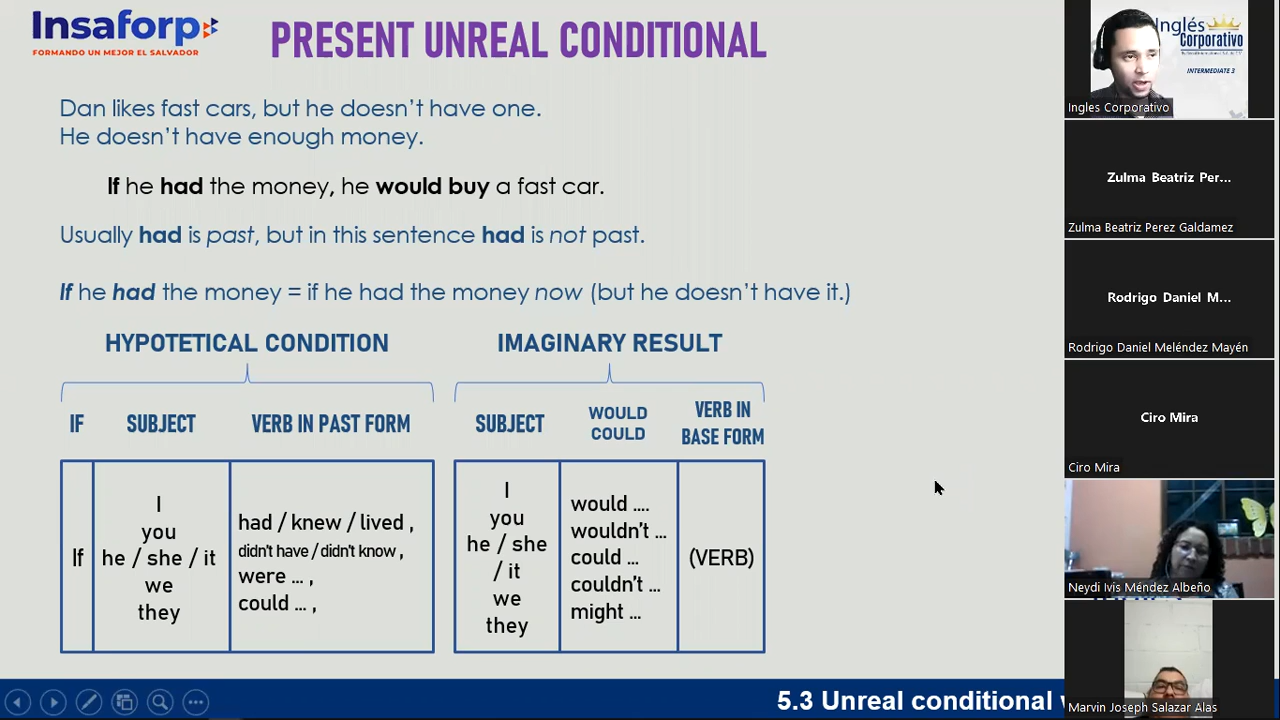 Insaforp
FORMANDO UN MEJOR EL SALVADOR
PRESENT UNREAL CONDITIONAL
Dan likes fast cars, but he doesn't have one.
He doesn't have enough money.
If he had the money, he would buy a fast car.
Usually had is past, but in this sentence had is not past.
If he had the money = if he had the money now (but he doesn't have it.)
HYPOTETICAL CONDITION
IF
SUBJECT
VERB IN PAST FORM
If
I
you
he / she / it
we
they
had / knew / lived ,
didn't have / didn't know ,
were ... ,
could ... ,
IMAGINARY RESULT
SUBJECT
WOULD
COULD
VERB IN
BASE FORM
I
you
he / she
/ it
we
they
would ....
wouldn't ...
could ...
couldn't ...
might ...
(VERB)
5.3 Unreal conditional
Inglés
Corporativo
INTERMEDIATE 3
Ingles Corporativo
Zulma Beatriz Per...
Zulma Beatriz Perez Galdamez
Rodrigo Daniel M...
Rodrigo Daniel Meléndez Mayén
Ciro Mira
Ciro Mira
Neydi Ivis Méndez Albeño
Marvin Joseph Salazar Alas